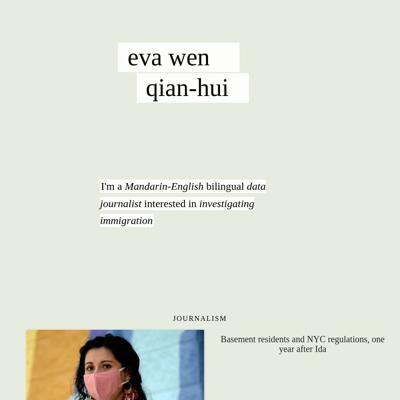 eva wen
qian-hui
I'm a Mandarin-English bilingual data
journalist interested in investigating
immigration
JOURNALISM
Basement residents and NYC regulations, one
year after Ida